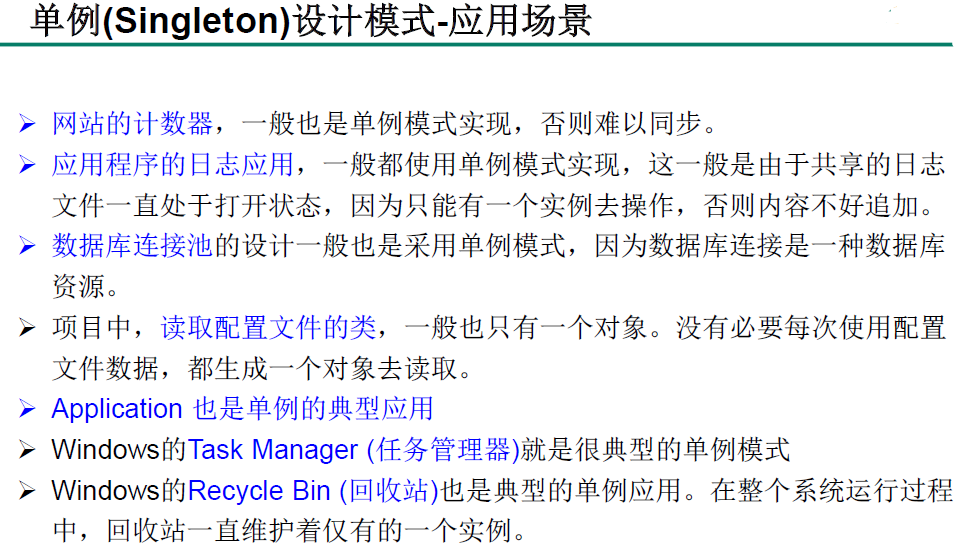 单例(Singleton)设计模式-应用场景
➢ 网站的计数器，一般也是单例模式实现，否则难以同步。
➢ 应用程序的日志应用，一般都使用单例模式实现，这一般是由于共享的日志
文件一直处于打开状态，因为只能有一个实例去操作，否则内容不好追加。
➢ 数据库连接池的设计一般也是采用单例模式，因为数据库连接是一种数据库
资源。
➢ 项目中，读取配置文件的类，一般也只有一个对象。没有必要每次使用配置
文件数据，都生成一个对象去读取。
➢ Application 也是单例的典型应用
➢ Windows的Task Manager (任务管理器)就是很典型的单例模式
➢ Windows的Recycle Bin (回收站)也是典型的单例应用。在整个系统运行过程
中，回收站一直维护着仅有的一个实例。